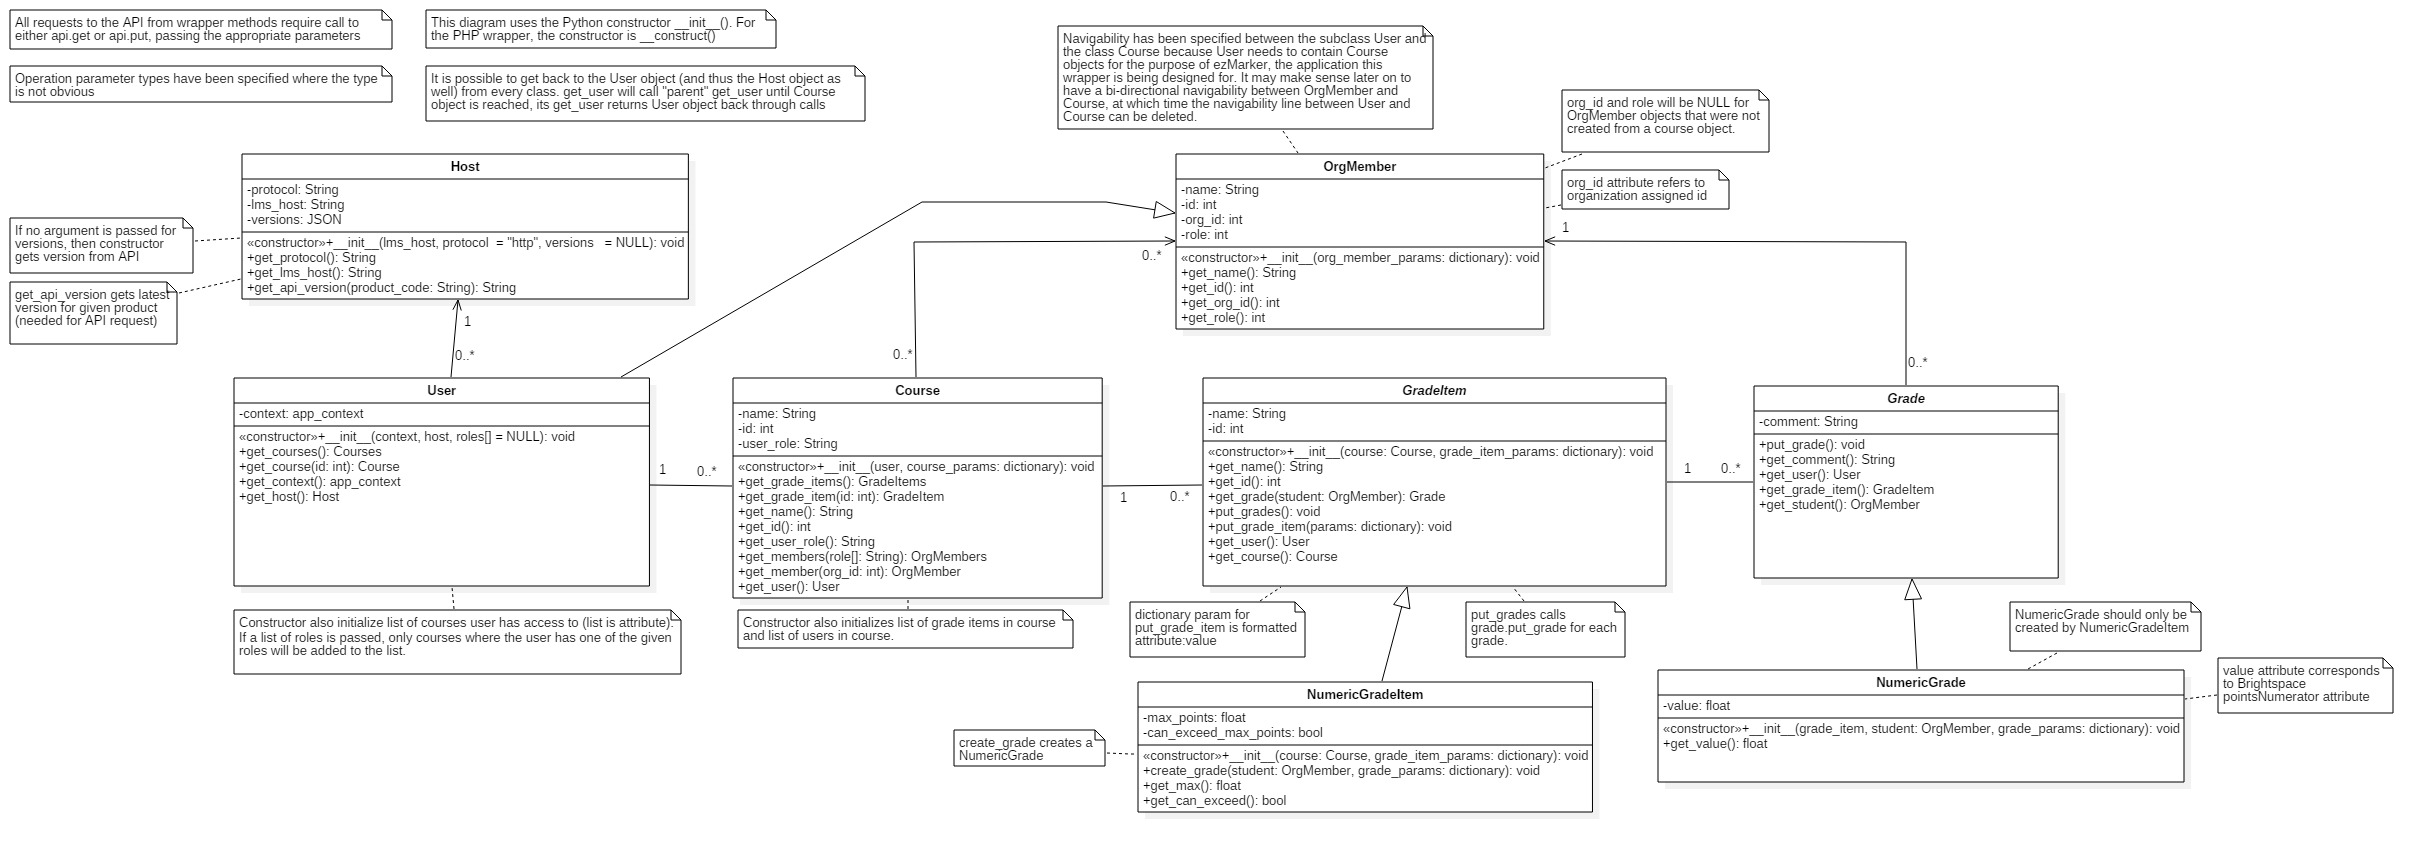 All requests to the API from wrapper methods require call to
either api.get or api.put, passing the appropriate parameters
This diagram uses the Python constructor __init__(). For
the PHP wrapper, the constructor is __construct()
Operation parameter types have been specified where the type
is not obvious
It is possible to get back to the User object (and thus the Host object as
well) from every class. get_user will call "parent" get_user until Course
object is reached, its get_user returns User object back through calls
Navigability has been specified between the subclass User and
the class Course because User needs to contain Course
objects for the purpose of ezMarker, the application this
wrapper is being designed for. It may make sense later on to
have a bi-directional navigability between OrgMember and
Course, at which time the navigability line between User and
Course can be deleted.
org_id and role will be NULL for
OrgMember objects that were not
created from a course object.
org_id attribute refers to
organization assigned id
Host
-protocol: String
-lms_host: String
-versions: JSON
«constructor»+__init__(lms_host, protocol = "http", versions = NULL): void
+get_protocol(): String
+get_lms_host(): String
+get_api_version(product_code: String): String
If no argument is passed for
versions, then constructor
gets version from API
get_api_version gets latest
version for given product
(needed for API request)
OrgMember
-name: String
-id: int
-org_id: int
-role: int
«constructor»+__init__(org_member_params: dictionary): void
+get_name(): String
+get_id(): int
+get_org_id(): int
+get_role(): int
1
0..*
0..*
0..*
1
0..*
User
-context: app_context
«constructor»+__init__(context, host, roles[] = NULL): void
+get_courses(): Courses
+get_course(id: int): Course
+get_context(): app_context
+get_host(): Host
1
0..*
Course
-name: String
-id: int
-user_role: String
«constructor»+__init__(user, course_params: dictionary): void
+get_grade_items(): GradeItems
+get_grade_item(id: int): GradeItem
+get_name(): String
+get_id(): int
+get_user_role(): String
+get_members(role[]: String): OrgMembers
+get_member(org_id: int): OrgMember
+get_user(): User
1
0..*
GradeItem
-name: String
-id: int
«constructor»+__init__(course: Course, grade_item_params: dictionary): void
+get_name(): String
+get_id(): int
+get_grade(student: OrgMember): Grade
+put_grades(): void
+put_grade_item(params: dictionary): void
+get_user(): User
+get_course(): Course
1
0..*
Grade
-comment: String
+put_grade(): void
+get_comment(): String
+get_user(): User
+get_grade_item(): GradeItem
+get_student(): OrgMember
Constructor also initialize list of courses user has access to (list is attribute).
If a list of roles is passed, only courses where the user has one of the given
roles will be added to the list.
Constructor also initializes list of grade items in course
and list of users in course.
dictionary param for
put_grade_item is formatted
attribute:value
put_grades calls
grade.put_grade for each
grade.
NumericGrade should only be
created by NumericGradeItem
value attribute corresponds
to Brightspace
pointsNumerator attribute
create_grade creates a
NumericGrade
NumericGradeItem
-max_points: float
-can_exceed_max_points: bool
«constructor»+__init__(course: Course, grade_item_params: dictionary): void
+create_grade(student: OrgMember, grade_params: dictionary): void
+get_max(): float
+get_can_exceed(): bool
NumericGrade
-value: float
«constructor»+__init__(grade_item, student: OrgMember, grade_params: dictionary): void
+get_value(): float